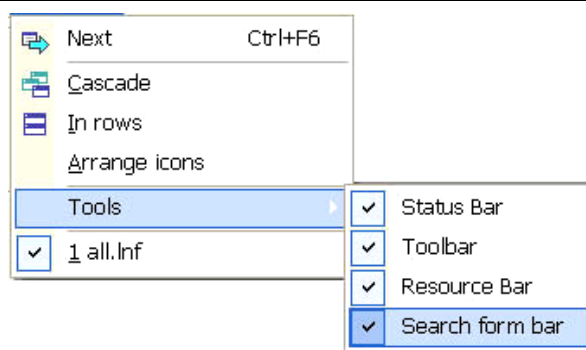 Next Ctrl+F6
Cascade
In rows
Arrange icons
Tools
1 all.lnf
Status Bar
Toolbar
Resource Bar
Search form bar